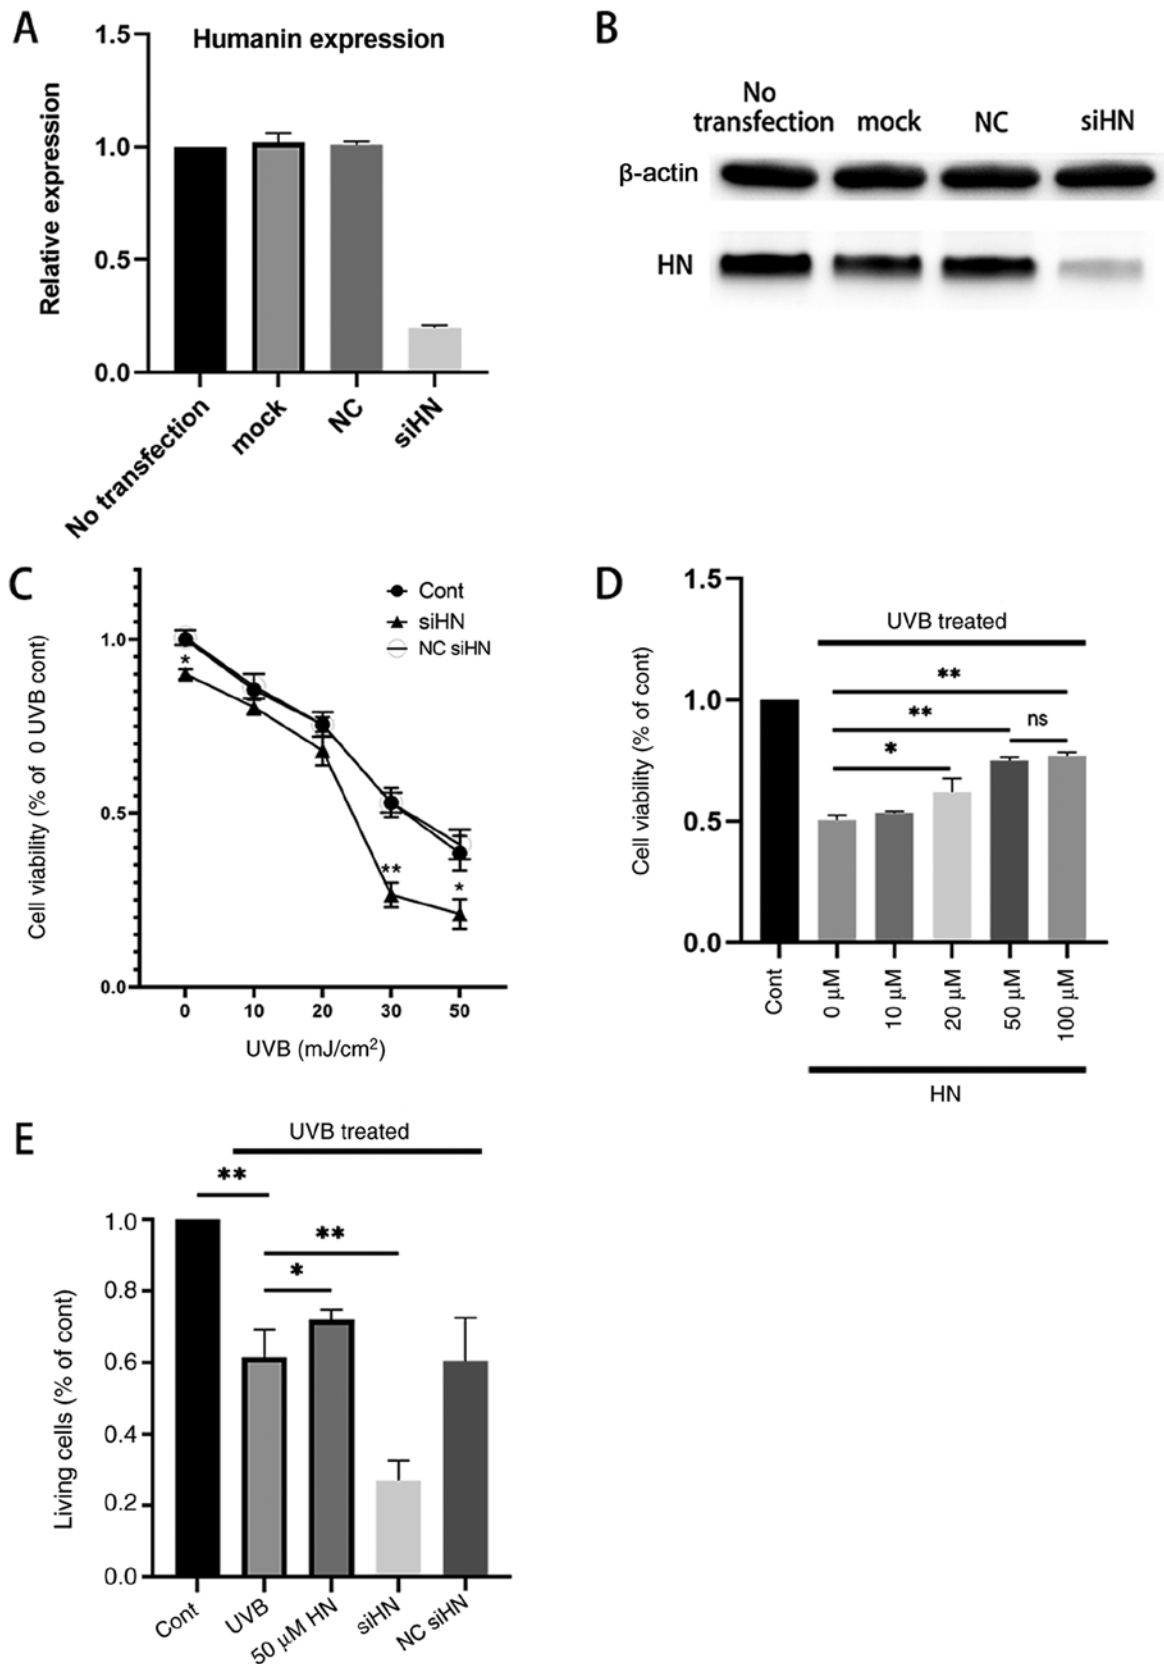 A
Humanin expression
Relative expression
1.5
1.0
0.5
0.0
No transfection
mock
NC
siHN
B
No
transfection mock NC siHN
β-actin
HN
C
Cell viability (% of 0 UVB cont)
1.0
0.5
0.0
Cont
siHN
NC siHN
*
**
*
0 10 20 30 50
UVB (mJ/cm²)
D
Cell viability (% of cont)
1.5
1.0
0.5
0.0
UVB treated
**
**
ns
*
Cont
0 µM
10 µM
20 µM
50 µM
100 µM
HN
E
UVB treated
**
**
*
Living cells (% of cont)
1.0
0.8
0.6
0.4
0.2
0.0
Cont
UVB
50 µM HN
siHN
NC siHN